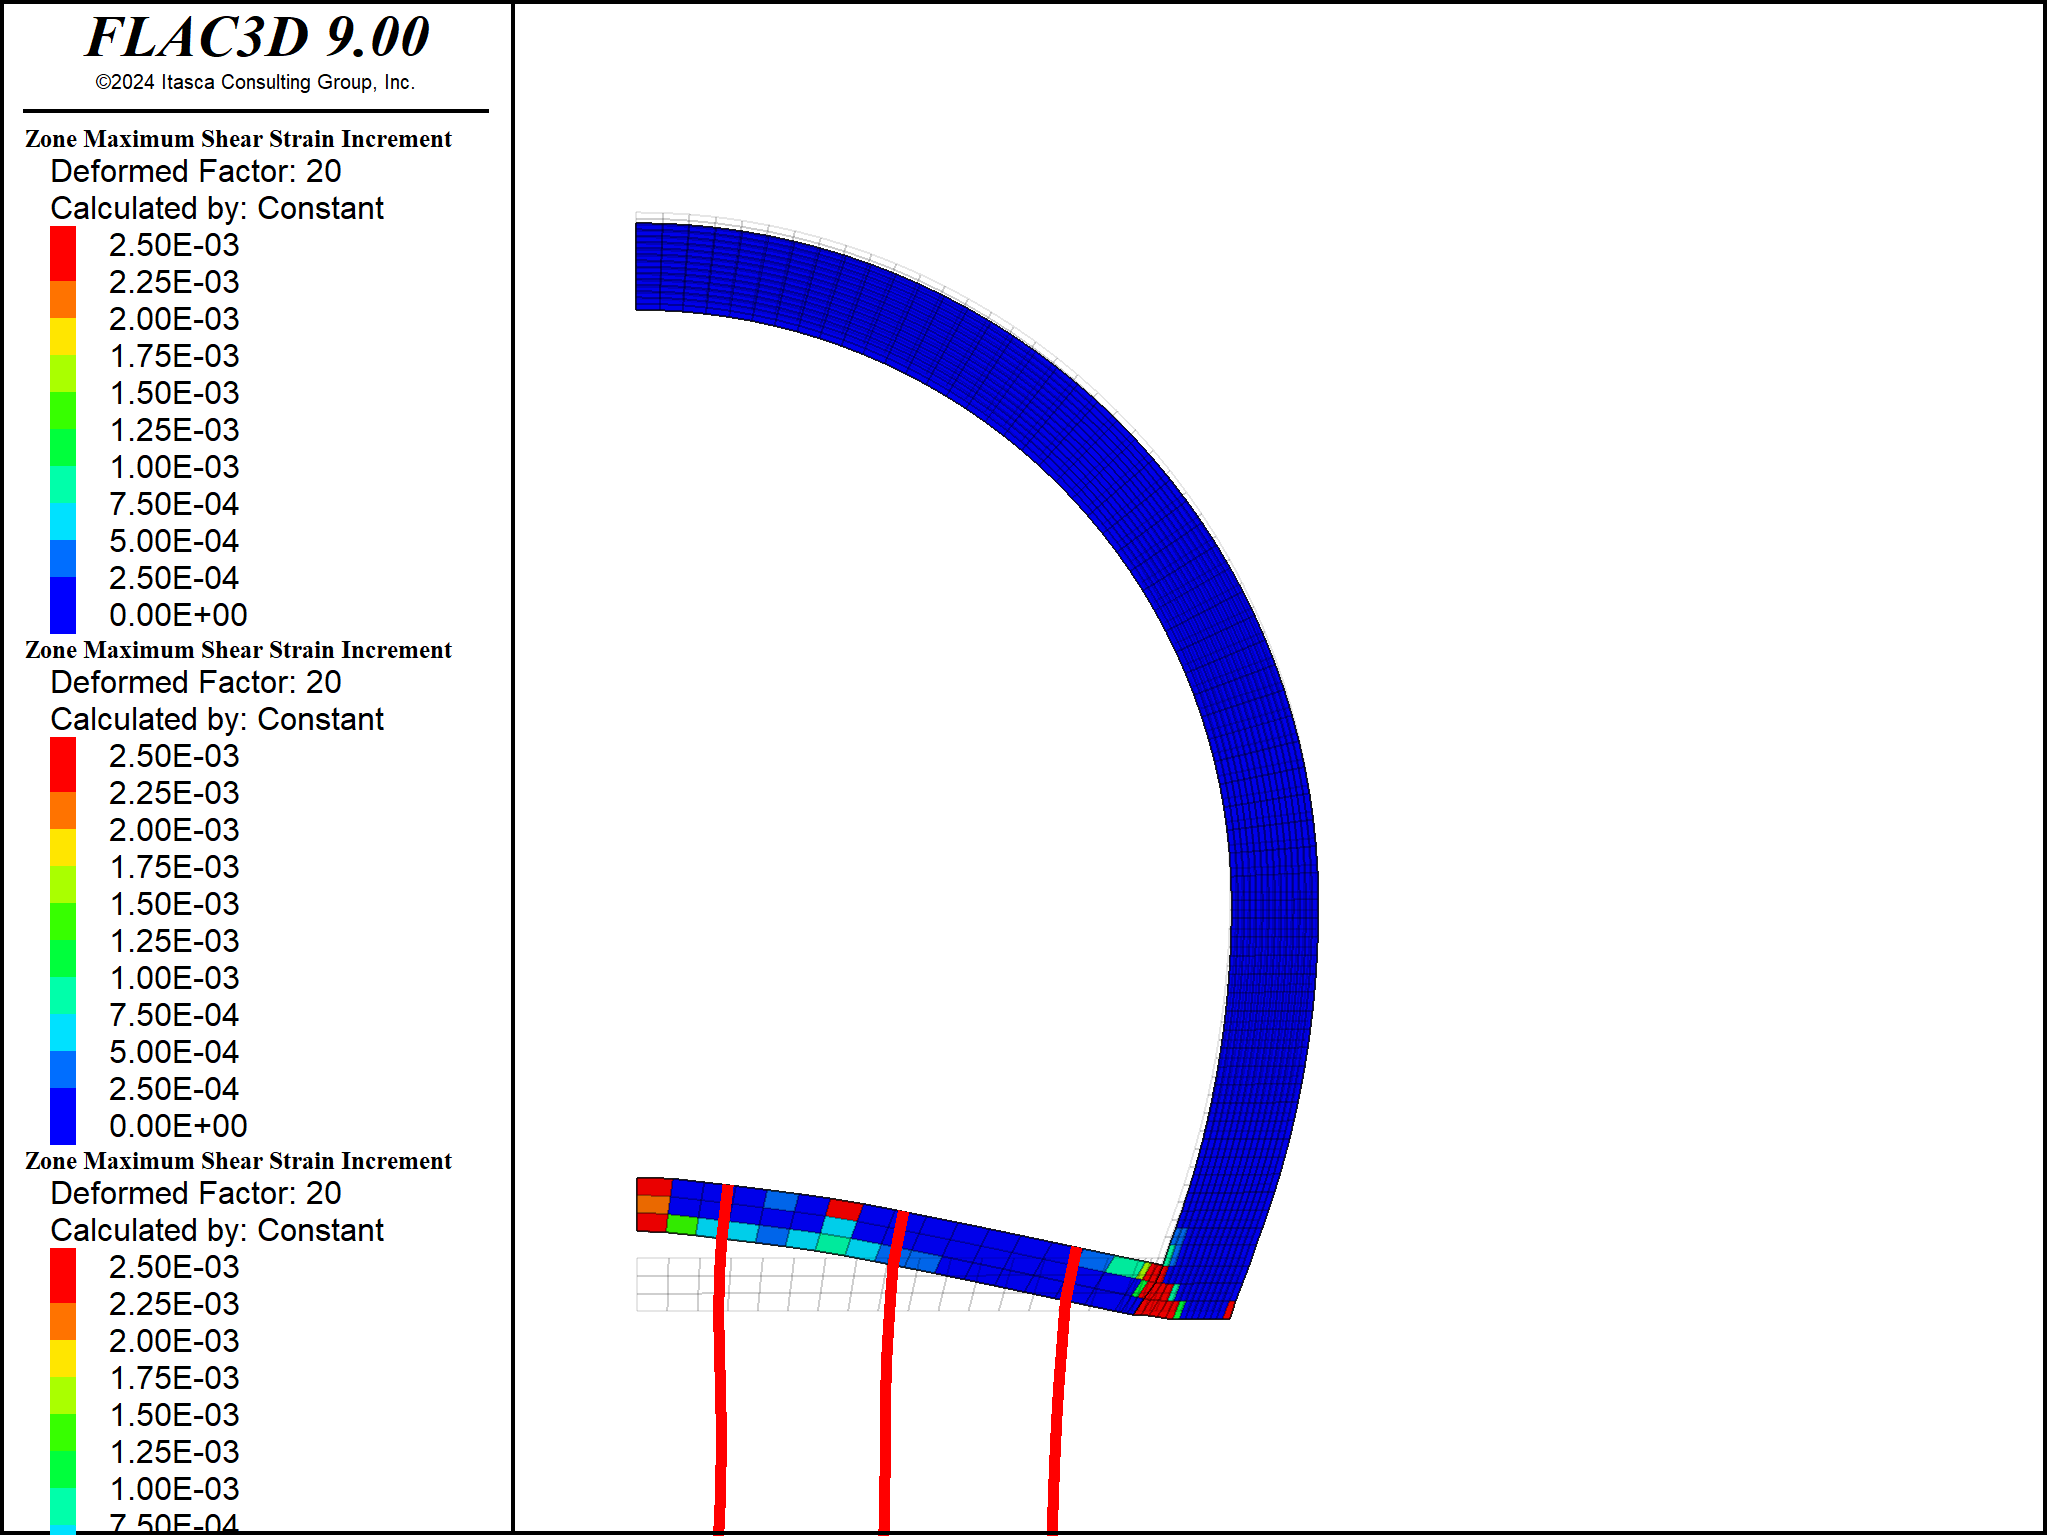 FLAC3D 9.00
©2024 Itasca Consulting Group, Inc.
Zone Maximum Shear Strain Increment
Deformed Factor: 20
Calculated by: Constant
2.50E-03
2.25E-03
2.00E-03
1.75E-03
1.50E-03
1.25E-03
1.00E-03
7.50E-04
5.00E-04
2.50E-04
0.00E+00
Zone Maximum Shear Strain Increment
Deformed Factor: 20
Calculated by: Constant
2.50E-03
2.25E-03
2.00E-03
1.75E-03
1.50E-03
1.25E-03
1.00E-03
7.50E-04
5.00E-04
2.50E-04
0.00E+00
Zone Maximum Shear Strain Increment
Deformed Factor: 20
Calculated by: Constant
2.50E-03
2.25E-03
2.00E-03
1.75E-03
1.50E-03
1.25E-03
1.00E-03
7.50E-04